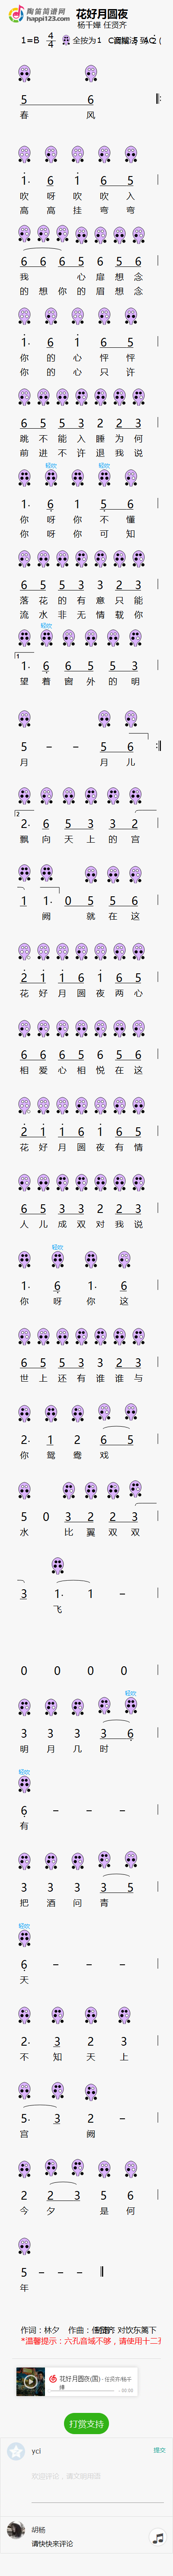 陶笛简谱网
happi123.com
花好月圆夜
杨千嬅 任贤齐
1=B 4/4 全按为1
5 6
春 风
1· 6 1 6 5
吹 呀 吹 吹 入
高 高 挂 弯 弯
6 6 6 5 6 5 6
我 心 扉 想 念
的 想 你 的 眉 想 念
1· 6 1 6 5
你 的 心 怦 怦
你 的 心 只 许
6 5 5 3 2 2 3
跳 不 能 入 睡 为 何
前 进 不 许 退 我 说
轻吹 轻吹
1· 6 1 5 6
你 呀 你 不 懂
你 呀 你 可 知
6 5 5 3 3 2 3
落 花 的 有 意 只 能
流 水 非 无 情 载 你
轻吹
1
1· 6 6 5 5 3
望 着 窗 外 的 明
5 – – 5 6
月 月 儿
2
2· 6 5 3 3 2
飘 向 天 上 的 宫
1 1· 0 5 5 6
阙 就 在 这
2 1 1 6 1 6 5
花 好 月 圆 夜 两 心
6 6 6 5 6 5 6
相 爱 心 相 悦 在 这
2 1 1 6 1 6 5
花 好 月 圆 夜 有 情
6 5 3 3 2 2 3
人 儿 成 双 对 我 说
轻吹
1· 6 1· 6
你 呀 你 这
6 5 5 3 3 2 3
世 上 还 有 谁 谁 与
2· 1 2 6 5
你 鸳 鸯 戏
5 0 3 2 2 3
水 比 翼 双 双
3 1· 1 –
飞
0 0 0 0
轻吹
3 3 3 3 6
明 月 几 时
轻吹
6 – – –
有
3 3 3 3 5
把 酒 问 青
轻吹
6 – – –
天
2· 3 2 3
不 知 天 上
5· 3 2 –
宫 阙
2 2 3 5 6
今 夕 是 何
5 – – –
年
作词：林夕
*温馨提示：六孔音域不够，请使用十二孔
花好月圆夜(国) - 任贤齐/杨千嬅
- 00:00
打赏支持
yci
提交
欢迎评论，请文明用语
胡杨
请快快来评论